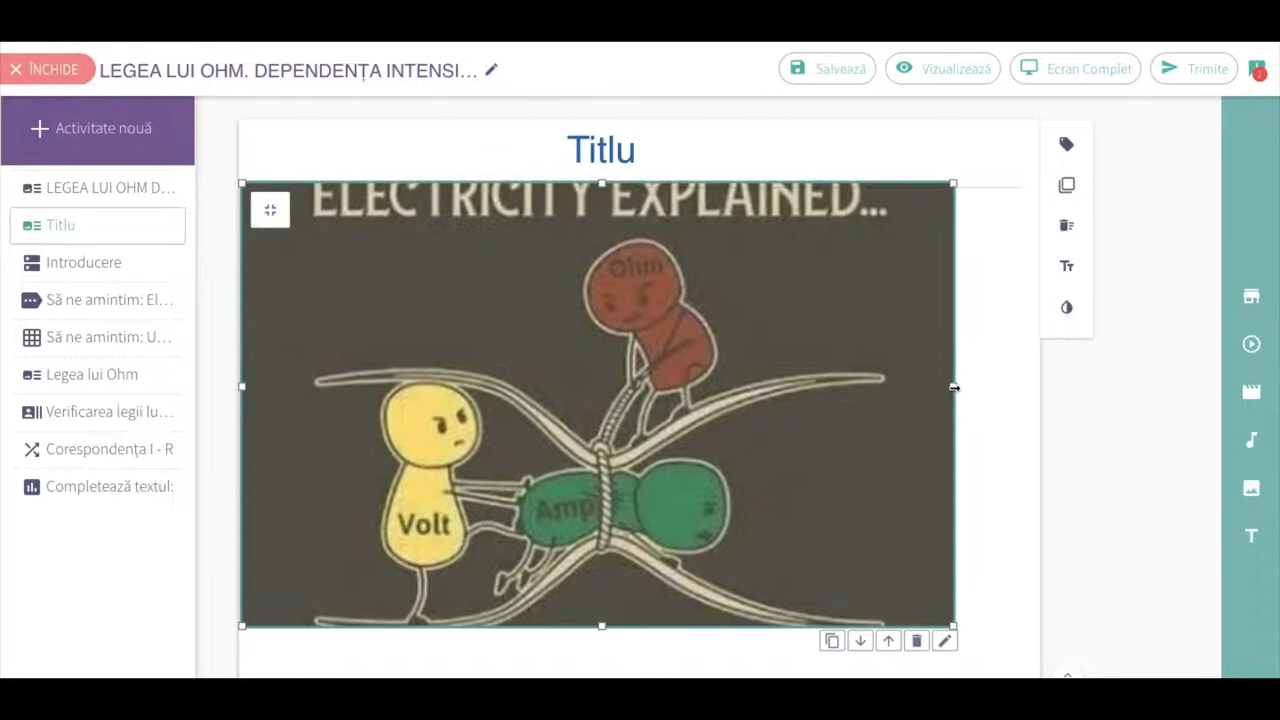 ÎNCHIDE
LEGEA LUI OHM. DEPENDENȚA INTENSI...
Salvează
Vizualizează
Ecran Complet
Trimite
2
Activitate nouă
LEGEA LUI OHM D...
Titlu
Introducere
Să ne amintim: El...
Să ne amintim: U...
Legea lui Ohm
Verificarea legii lu...
Corespondența I - R
Completează textul:
Titlu
ELECTRICITY EXPLAINED...
Ohm
Volt
Amp
Tт
T